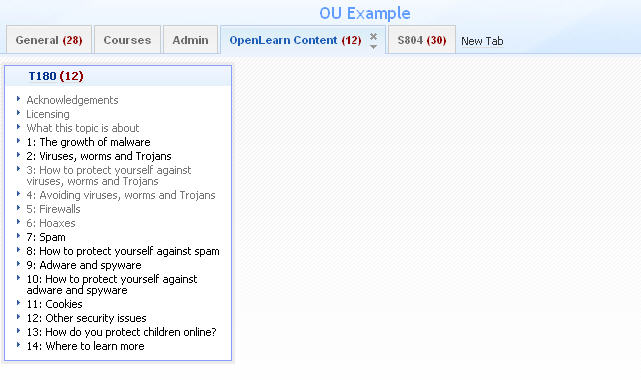 OU Example
General (28) Courses Admin OpenLearn Content (12) S804 (30) New Tab
T180 (12)
Acknowledgements
Licensing
What this topic is about
1: The growth of malware
2: Viruses, worms and Trojans
3: How to protect yourself against
viruses, worms and Trojans
4: Avoiding viruses, worms and Trojans
5: Firewalls
6: Hoaxes
7: Spam
8: How to protect yourself against spam
9: Adware and spyware
10: How to protect yourself against
adware and spyware
11: Cookies
12: Other security issues
13: How do you protect children online?
14: Where to learn more